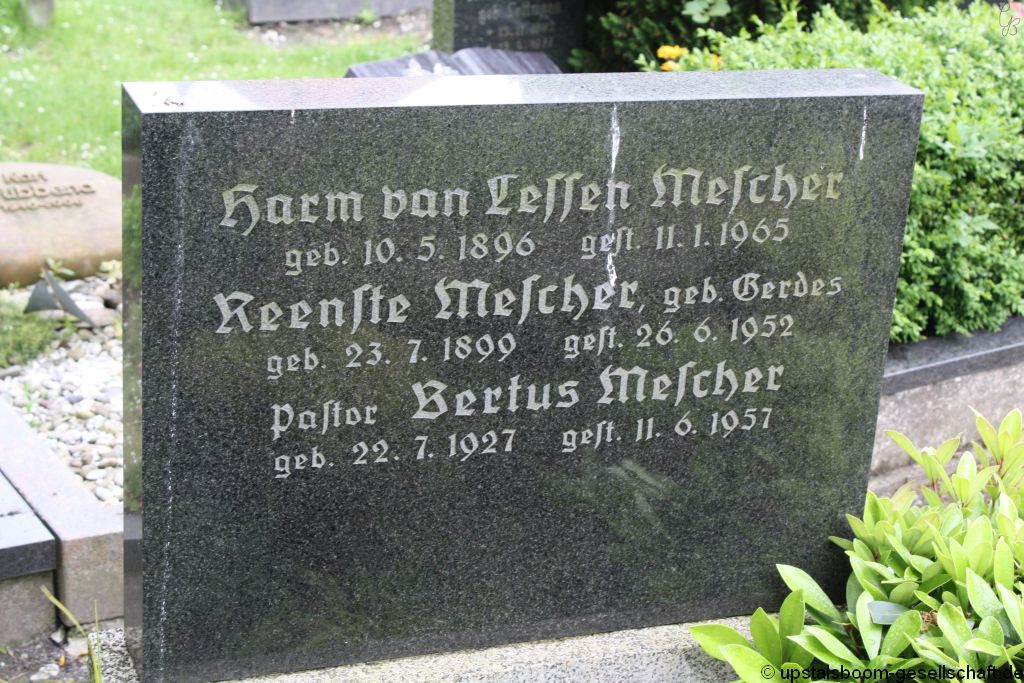 Harm van Lessen Mescher
geb. 10. 5. 1896 gest. 11. 1. 1965
Reenste Mescher, geb. Gerdes
geb. 23. 7. 1899 gest. 26. 6. 1952
Pastor Bertus Mescher
geb. 22. 7. 1927 gest. 11. 6. 1957
© upstalsboom-gesellschaft.de